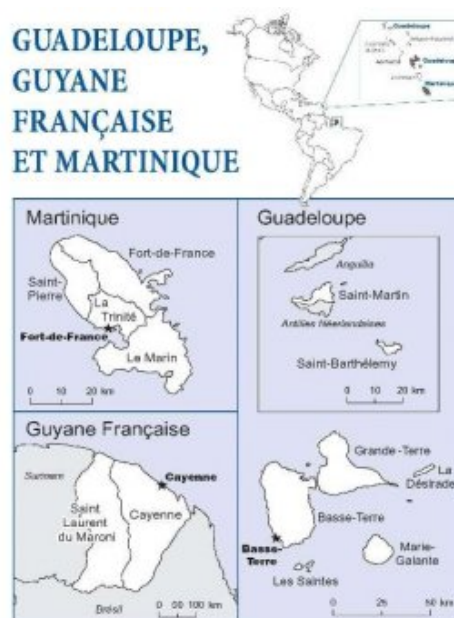 GUADELOUPE,
GUYANE
FRANÇAISE
ET MARTINIQUE
Guadeloupe
Martinique
Martinique
Fort-de-France
Saint-
Pierre
La
Trinité
Fort-de-France
Le Marin
0 10 20 km
Guadeloupe
Anguilla
Saint-Martin
Antilles Néerlandaises
Saint-Barthélemy
0 10 20 km
Guyane Française
Suriname
Cayenne
Saint
Laurent
du Maroni
Cayenne
Brésil
0 50 100 km
Grande-Terre
La
Désirade
Basse-Terre
Basse-
Terre
Marie-
Galante
Les Saintes
0 25 50 km